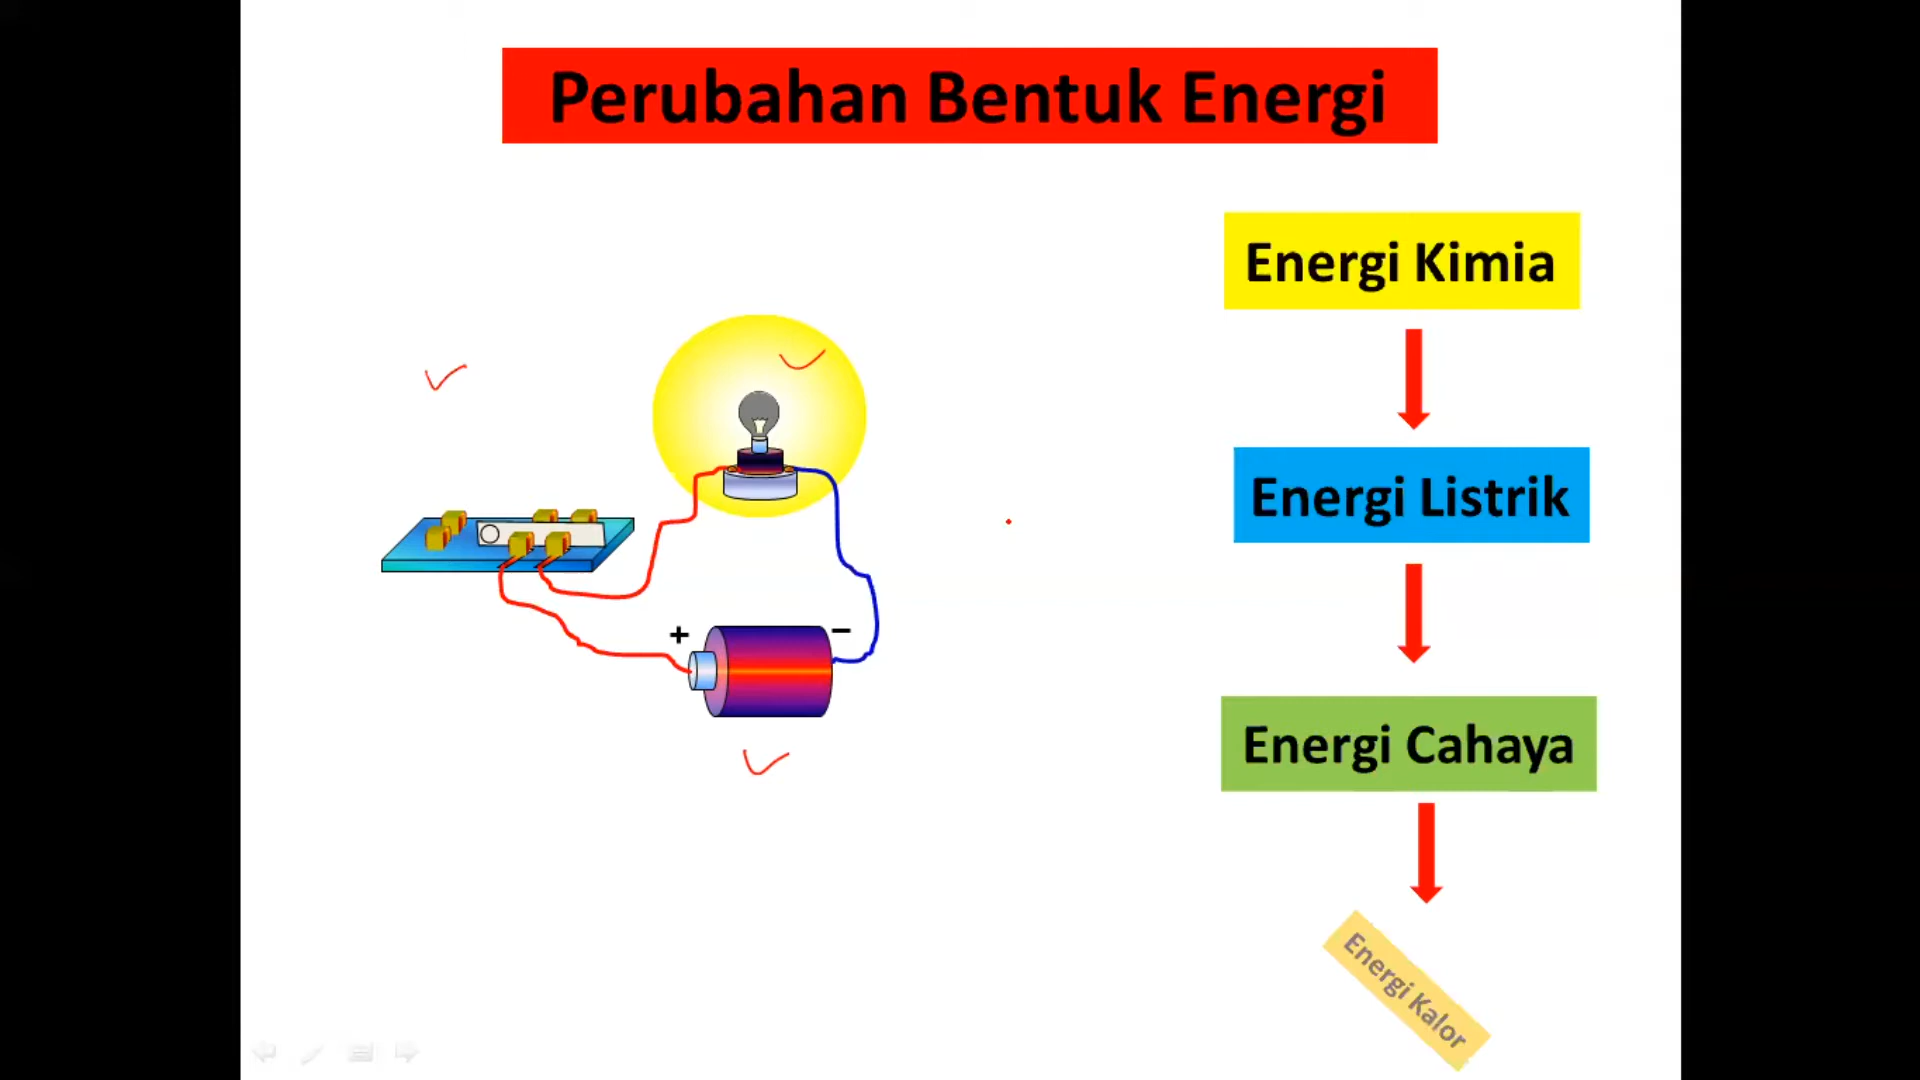 Perubahan Bentuk Energi
Energi Kimia
Energi Listrik
+
−
Energi Cahaya
Energi Kalor